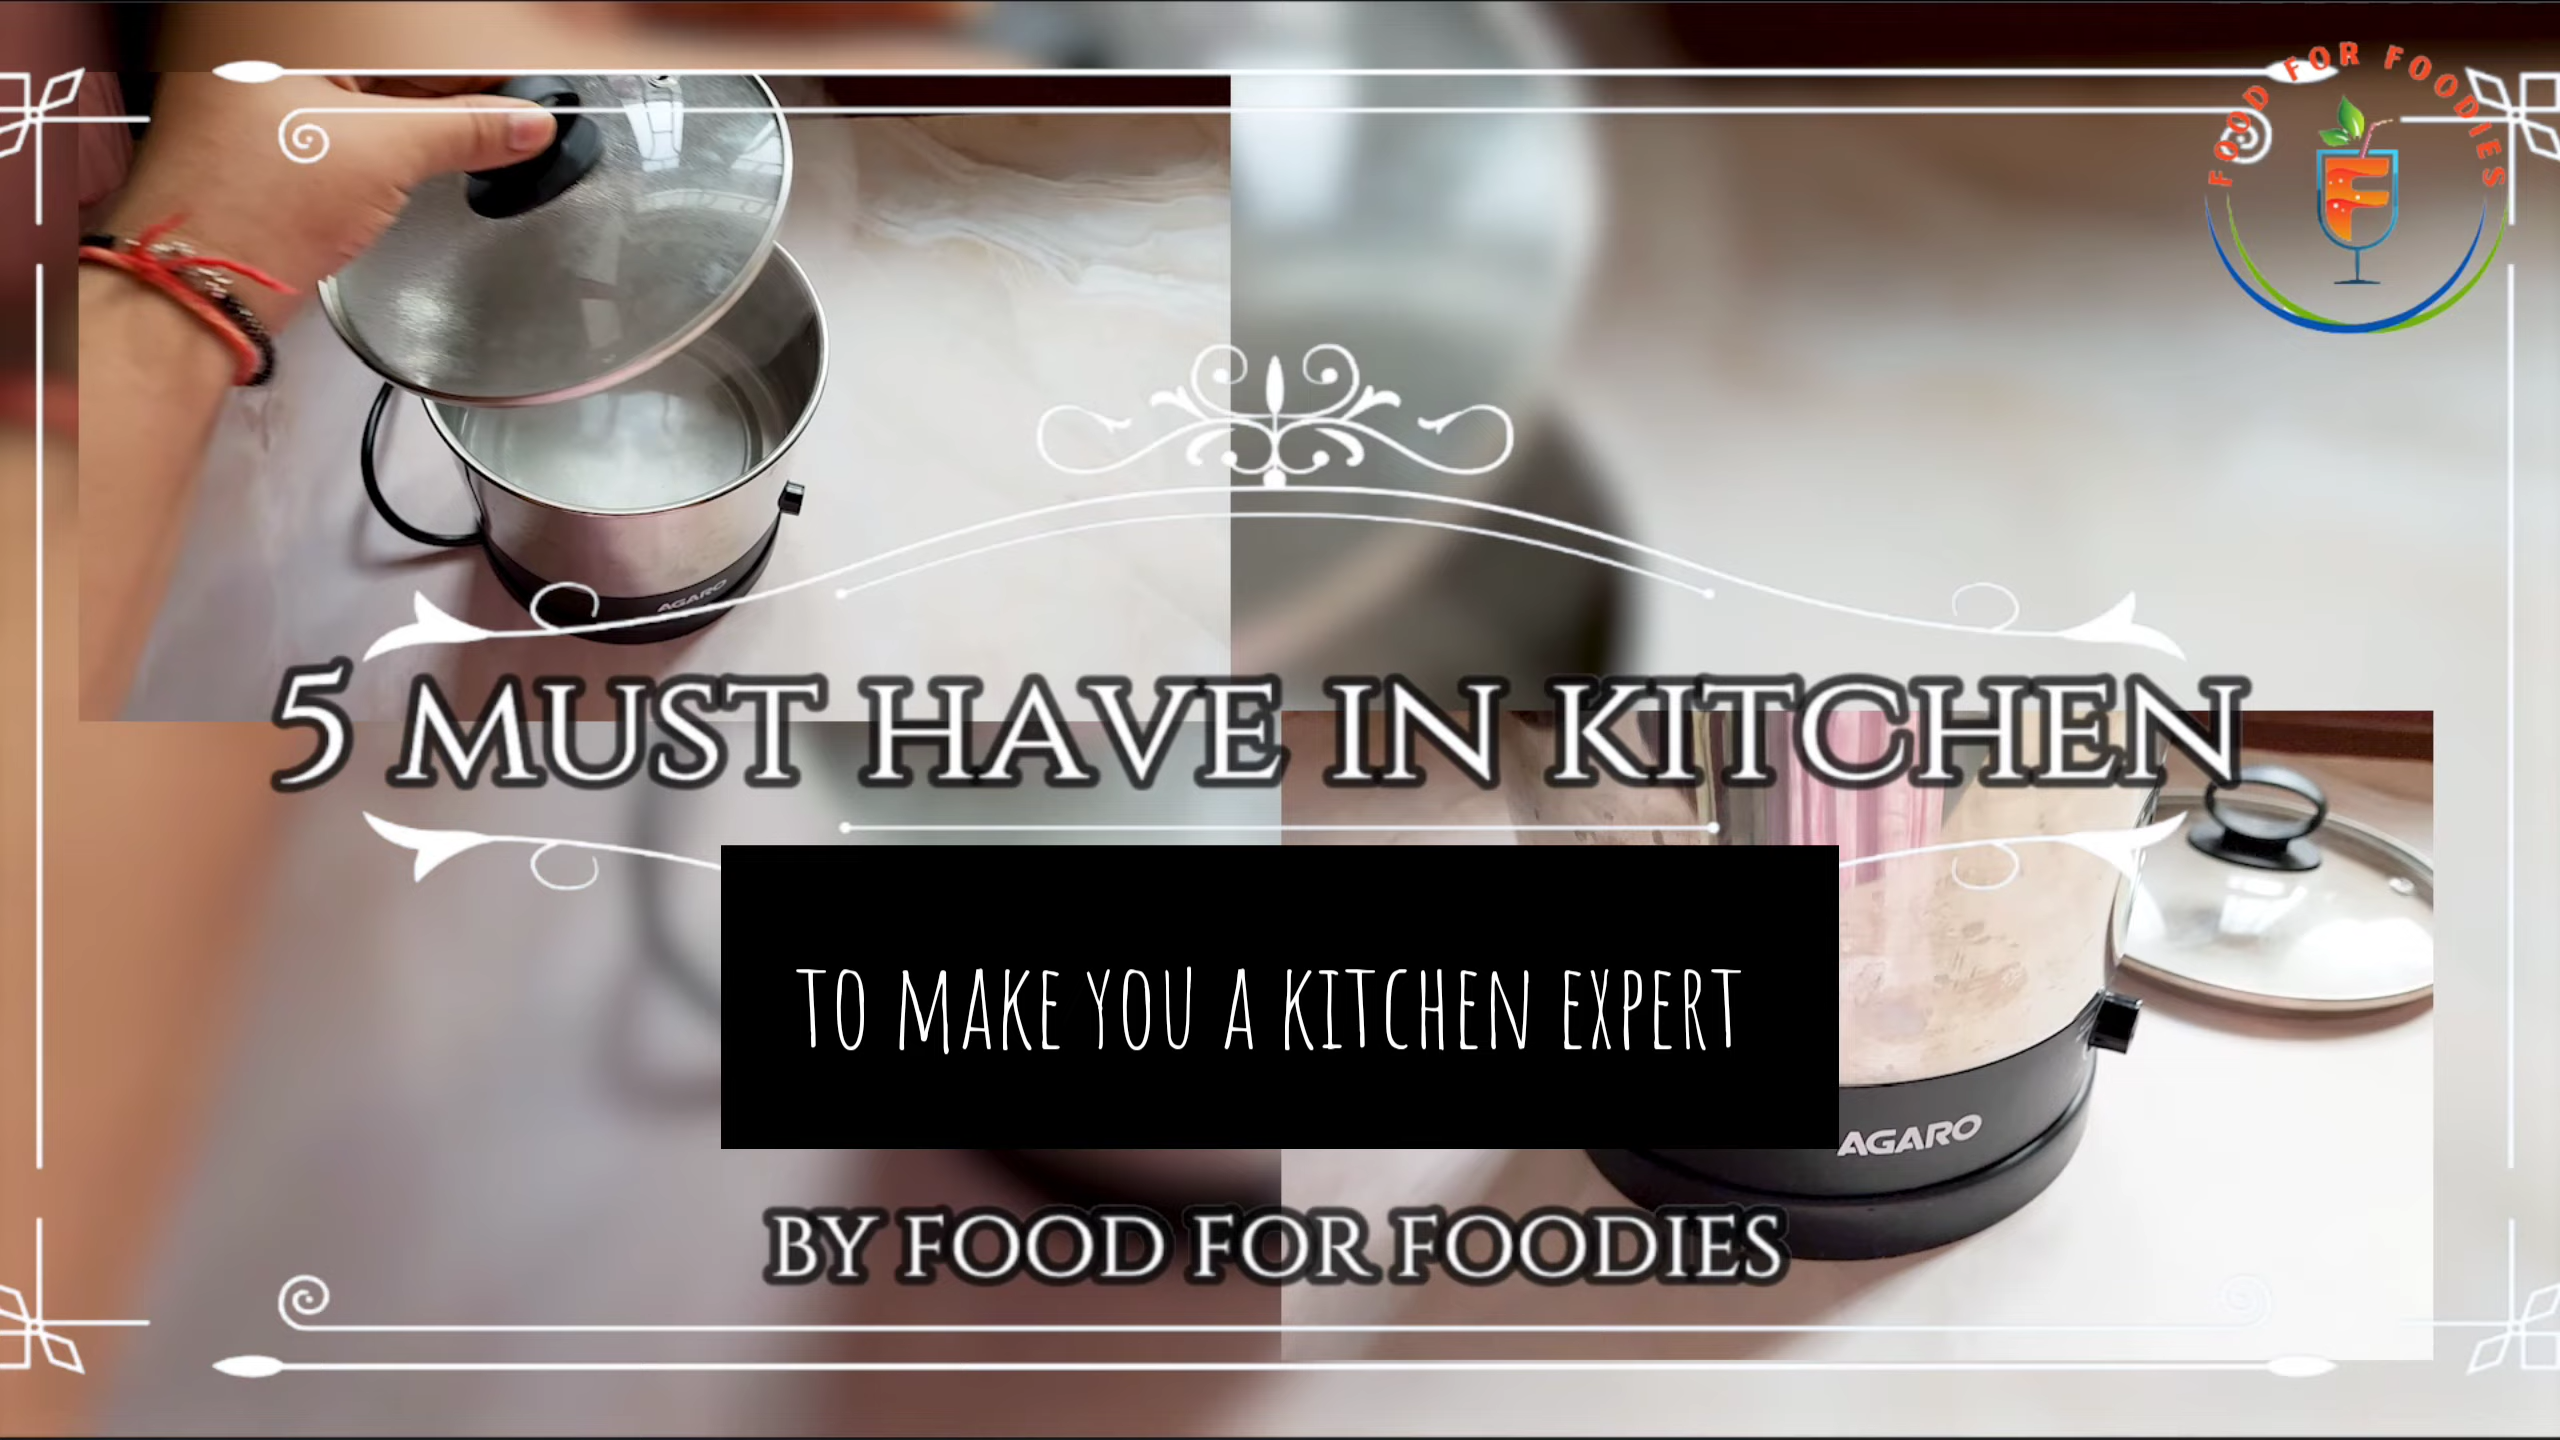 FOOD FOR FOODIES
F
AGARO
5 MUST HAVE IN KITCHEN
TO MAKE YOU A KITCHEN EXPERT
AGARO
BY FOOD FOR FOODIES